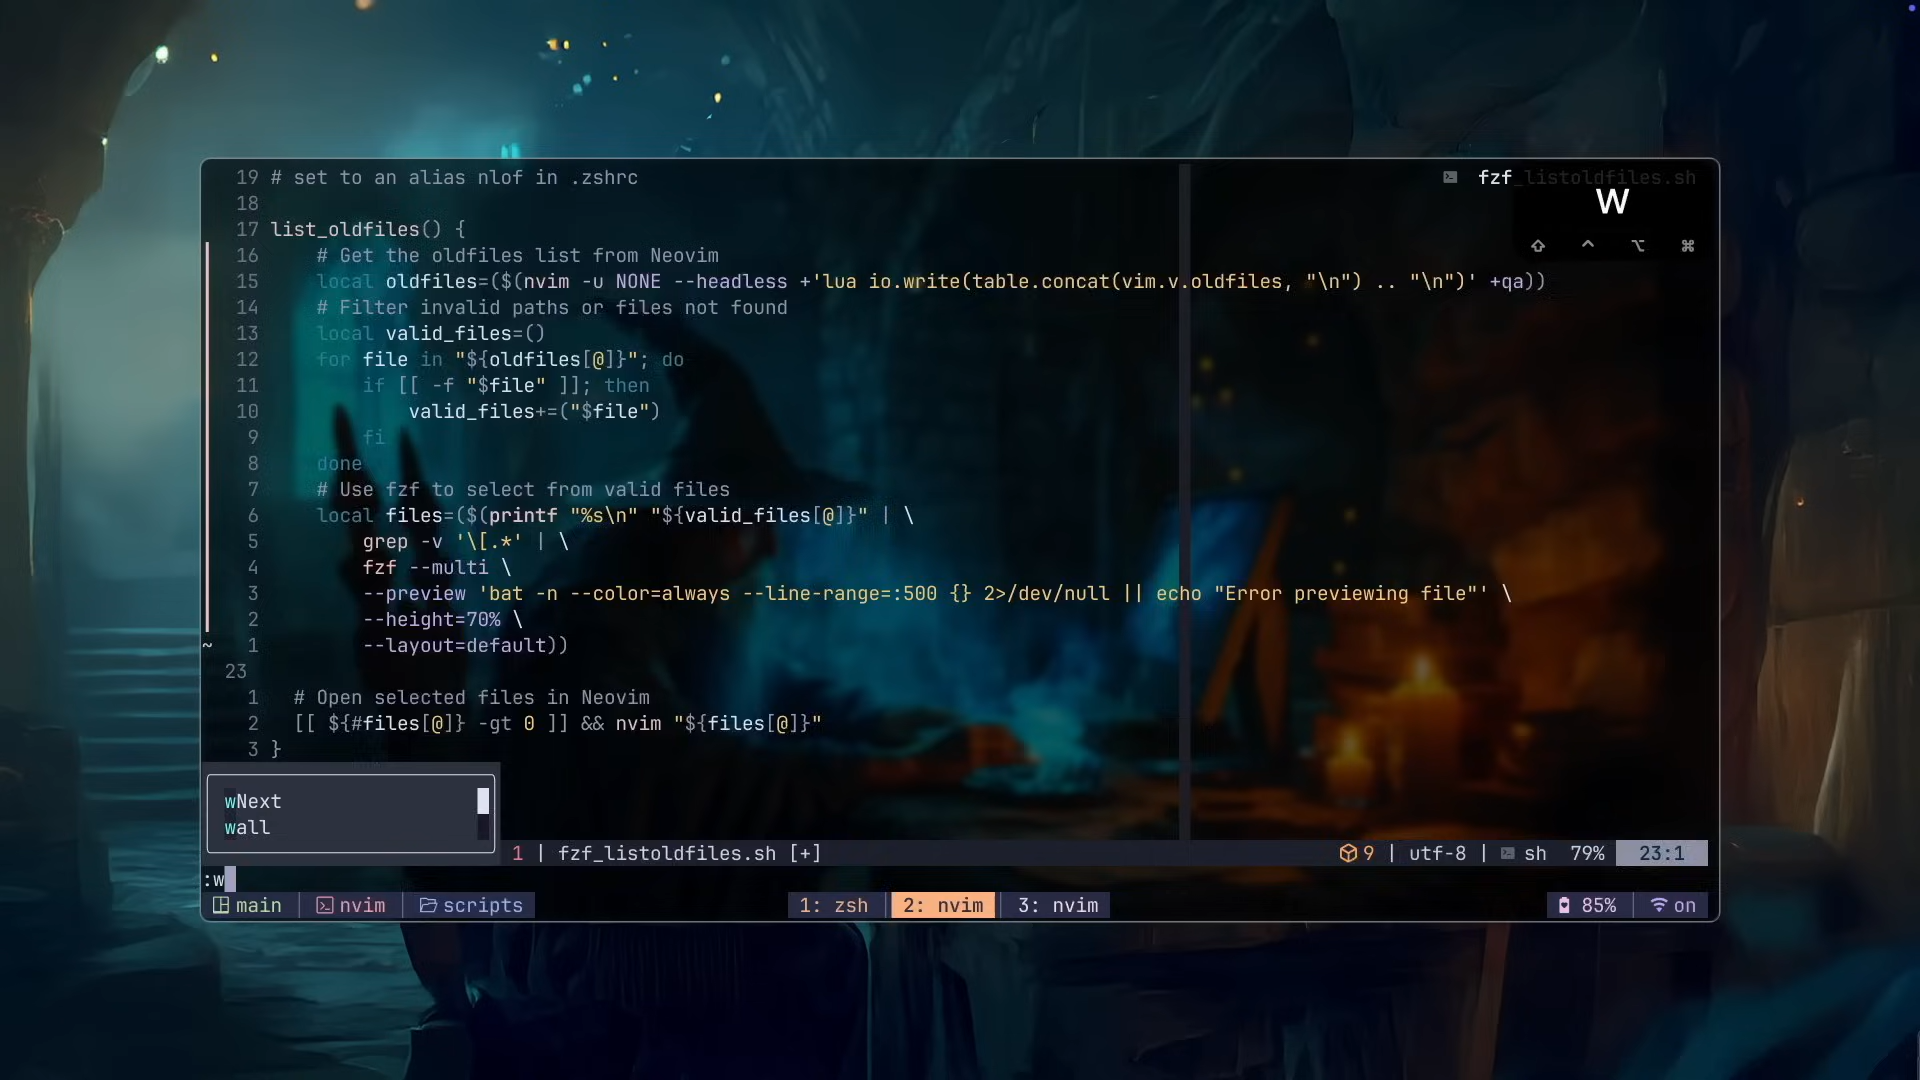 19 # set to an alias nlof in .zshrc
fzf_listoldfiles.sh
W
⇧ ^ ⌥ ⌘
18
17 list_oldfiles() {
16     # Get the oldfiles list from Neovim
15     local oldfiles=($(nvim -u NONE --headless +'lua io.write(table.concat(vim.v.oldfiles, "\n") .. "\n")' +qa))
14     # Filter invalid paths or files not found
13     local valid_files=()
12     for file in "${oldfiles[@]}"; do
11         if [[ -f "$file" ]]; then
10             valid_files+=("$file")
9         fi
8     done
7     # Use fzf to select from valid files
6     local files=($(printf "%s\n" "${valid_files[@]}" | \
5         grep -v '\[.*' | \
4         fzf --multi \
3         --preview 'bat -n --color=always --line-range=:500 {} 2>/dev/null || echo "Error previewing file"' \
2         --height=70% \
~ 1         --layout=default))
23
1   # Open selected files in Neovim
2   [[ ${#files[@]} -gt 0 ]] && nvim "${files[@]}"
3 }
wNext
wall
1 | fzf_listoldfiles.sh [+] 9 | utf-8 | sh 79% 23:1
:w
main nvim scripts 1: zsh 2: nvim 3: nvim 85% on